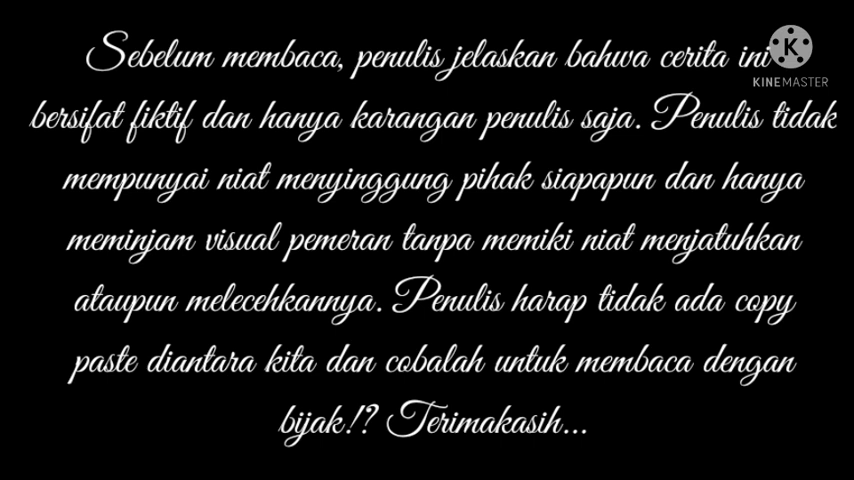 Sebelum membaca, penulis jelaskan bahwa cerita ini
bersifat fiktif dan hanya karangan penulis saja. Penulis tidak
mempunyai niat menyinggung pihak siapapun dan hanya
meminjam visual pemeran tanpa memiki niat menjatuhkan
ataupun melecehkannya. Penulis harap tidak ada copy
paste diantara kita dan cobalah untuk membaca dengan
bijak!? Terimakasih...
K
KINEMASTER